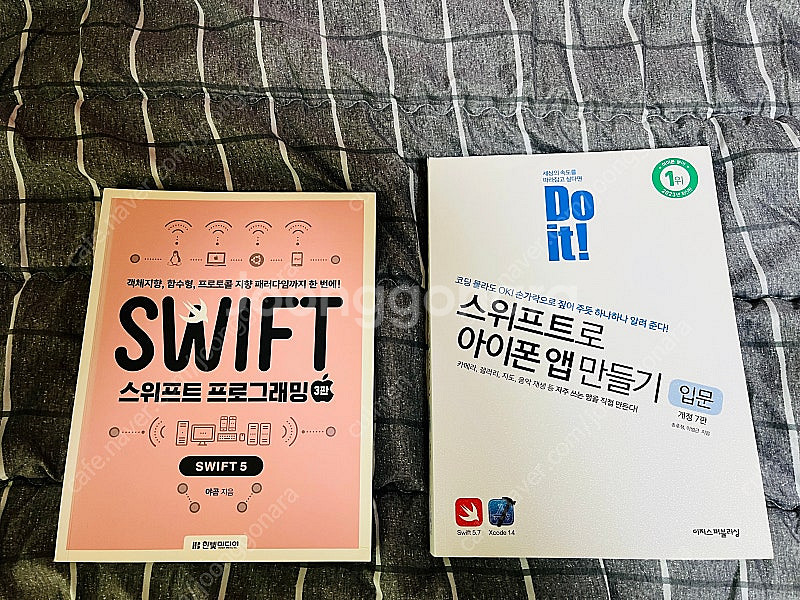 객체지향, 함수형, 프로토콜 지향 패러다임까지 한 번에!
SWIFT
스위프트 프로그래밍 3판
SWIFT 5
야곰 지음
한빛미디어
세상의 속도를
따라잡고 싶다면
Do
it!
1위
코딩 몰라도 OK! 손가락으로 짚어 주듯 하나하나 알려 준다!
스위프트로
아이폰 앱 만들기
입문
카메라, 갤러리, 지도, 음악 재생 등 자주 쓰는 앱을 직접 만든다!
개정 7판
Swift 5.7
Xcode 14
이지스퍼블리싱
joonggonara
cafe.naver.com/joonggonara